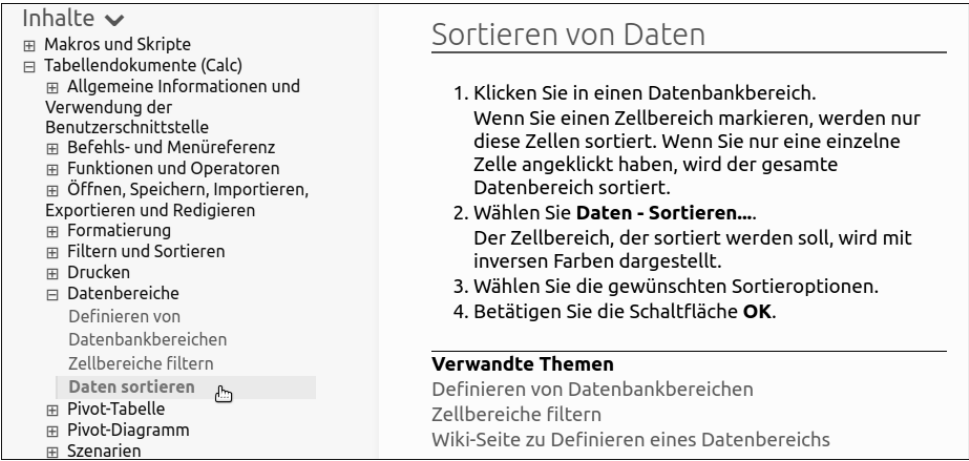 Inhalte
Makros und Skripte
Tabellendokumente (Calc)
Allgemeine Informationen und
Verwendung der
Benutzerschnittstelle
Befehls- und Menüreferenz
Funktionen und Operatoren
Öffnen, Speichern, Importieren,
Exportieren und Redigieren
Formatierung
Filtern und Sortieren
Drucken
Datenbereiche
Definieren von
Datenbankbereichen
Zellbereiche filtern
Daten sortieren
Pivot-Tabelle
Pivot-Diagramm
Szenarien
Sortieren von Daten
1. Klicken Sie in einen Datenbankbereich.
Wenn Sie einen Zellbereich markieren, werden nur
diese Zellen sortiert. Wenn Sie nur eine einzelne
Zelle angeklickt haben, wird der gesamte
Datenbereich sortiert.
2. Wählen Sie Daten - Sortieren....
Der Zellbereich, der sortiert werden soll, wird mit
inversen Farben dargestellt.
3. Wählen Sie die gewünschten Sortieroptionen.
4. Betätigen Sie die Schaltfläche OK.
Verwandte Themen
Definieren von Datenbankbereichen
Zellbereiche filtern
Wiki-Seite zu Definieren eines Datenbereichs